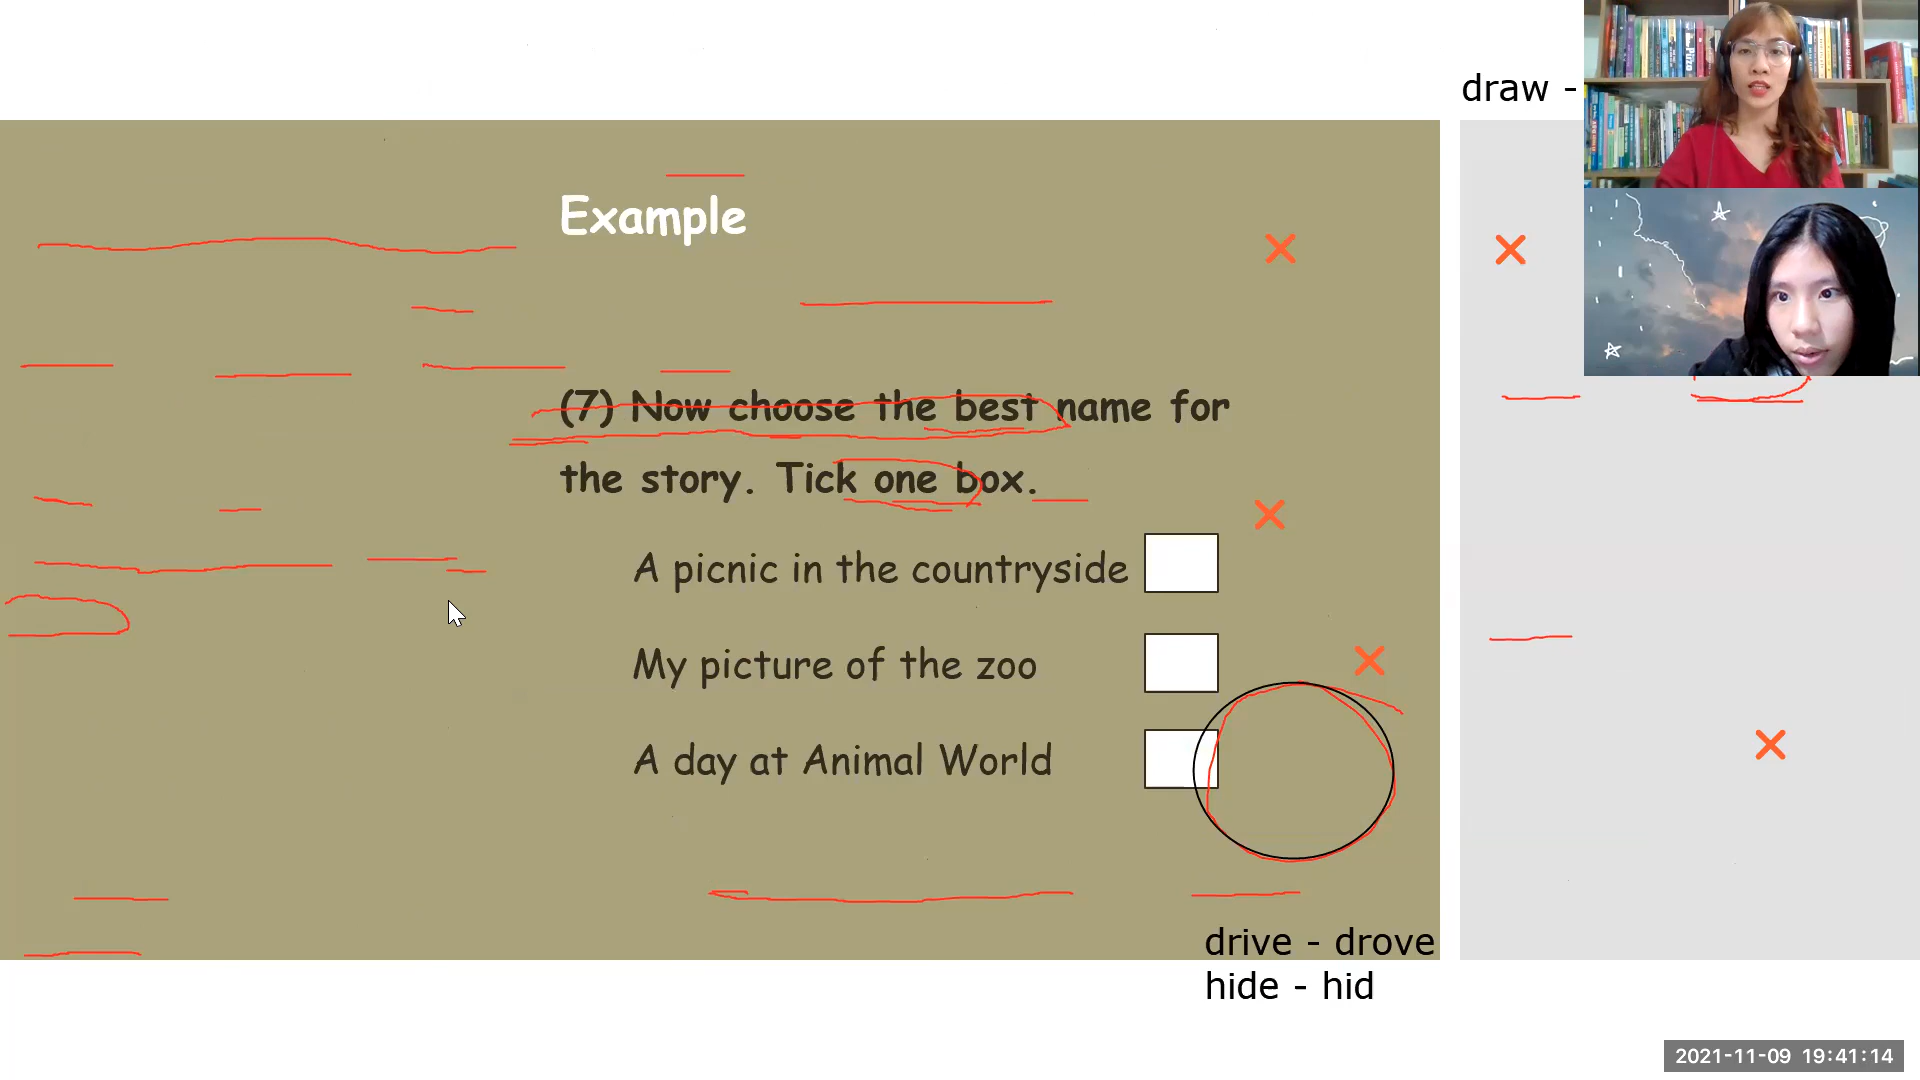 draw -
Example
(7) Now choose the best name for
the story. Tick one box.
A picnic in the countryside
My picture of the zoo
A day at Animal World
drive - drove
hide - hid
2021-11-09 19:41:14